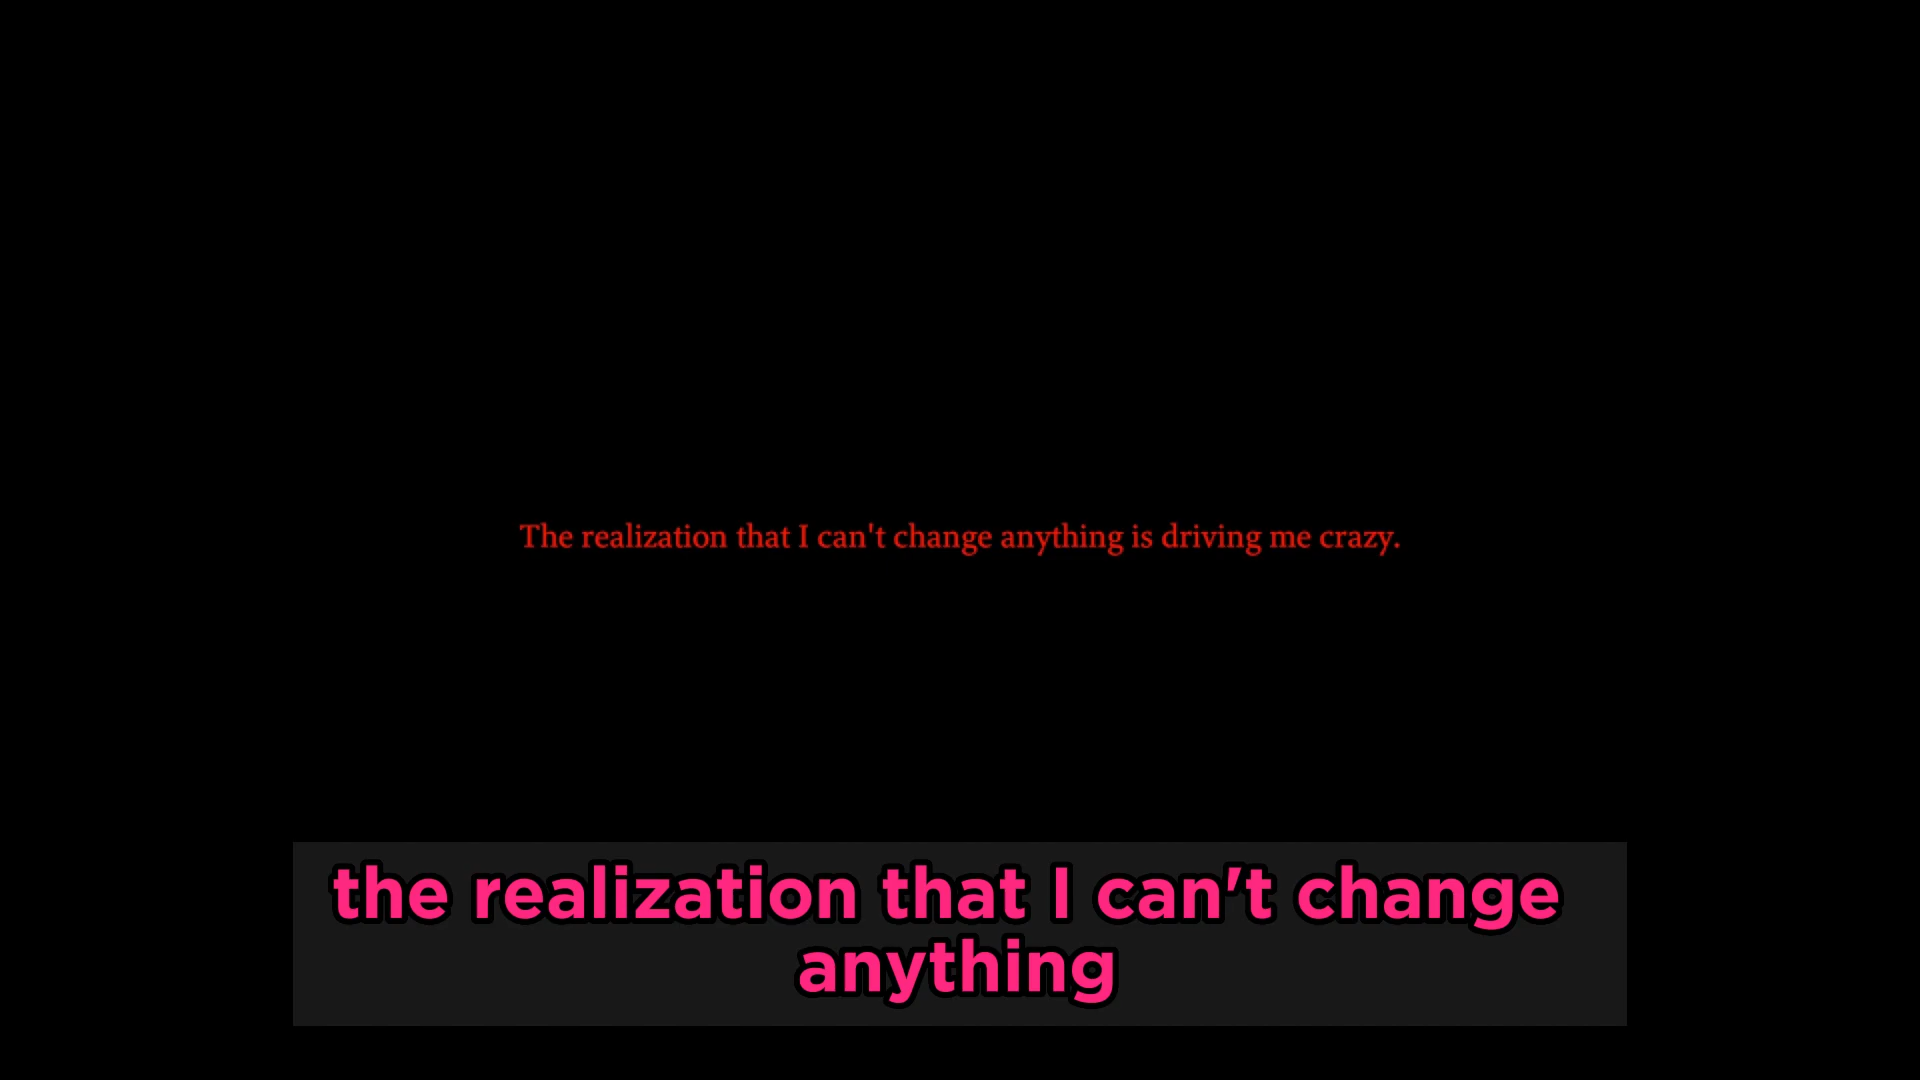 The realization that I can't change anything is driving me crazy.
the realization that I can't change
anything